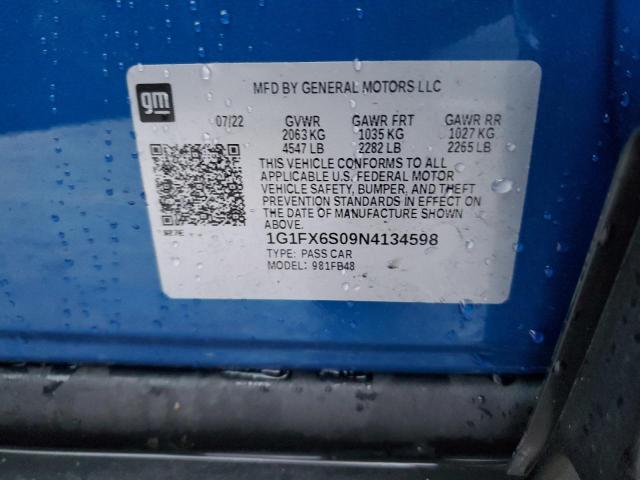 gm
MFD BY GENERAL MOTORS LLC
07/22 GVWR GAWR FRT GAWR RR
2063 KG 1035 KG 1027 KG
4547 LB 2282 LB 2265 LB
THIS VEHICLE CONFORMS TO ALL
APPLICABLE U.S. FEDERAL MOTOR
VEHICLE SAFETY, BUMPER, AND THEFT
PREVENTION STANDARDS IN EFFECT ON
THE DATE OF MANUFACTURE SHOWN
ABOVE.
1G1FX6S09N4134598
TYPE: PASS CAR
MODEL: 981FB48